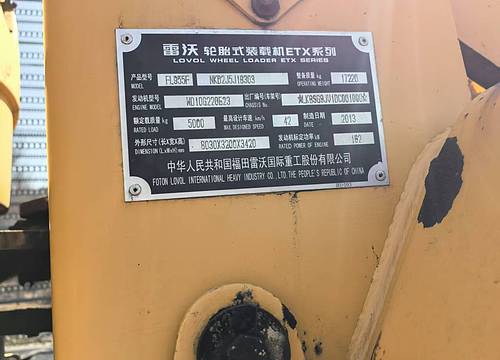 雷沃 轮胎式装载机ETX系列
LOVOL WHEEL LOADER ETX SERIES
产品型号 MODEL FL955F NKB2J5J18303 整备质量 kg OPERATING WEIGHT 17220
发动机型号 ENGINE MODEL WD10G220E23 出厂编号(车架号) CHASIS No.
额定载质量 kg RATED LOAD 5000 最高设计车速 km/h MAX.DESIGNED SPEED 42 制造日期 DATE 2013
外形尺寸(长X宽X高) DIMENSION (LxWxH) mm 8030X3200X3420 发动机标定功率 kW RATED POWER OF ENGINE 162
中华人民共和国福田雷沃国际重工股份有限公司
FOTON LOVOL INTERNATIONAL HEAVY INDUSTRY CO.,LTD.THE PEOPLE'S REPUBLIC OF CHINA